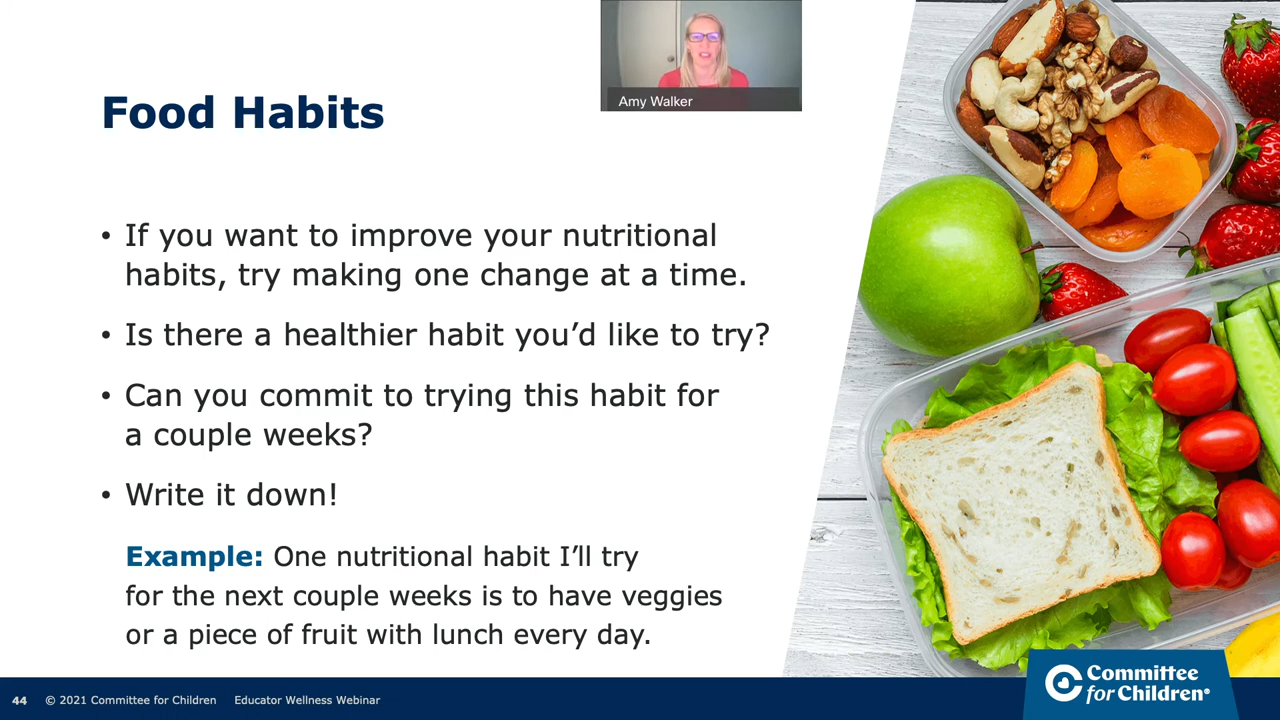 Amy Walker
Food Habits
• If you want to improve your nutritional
habits, try making one change at a time.
• Is there a healthier habit you’d like to try?
• Can you commit to trying this habit for
a couple weeks?
• Write it down!
Example: One nutritional habit I’ll try
for the next couple weeks is to have veggies
or a piece of fruit with lunch every day.
44 © 2021 Committee for Children Educator Wellness Webinar
Committee
for Children®